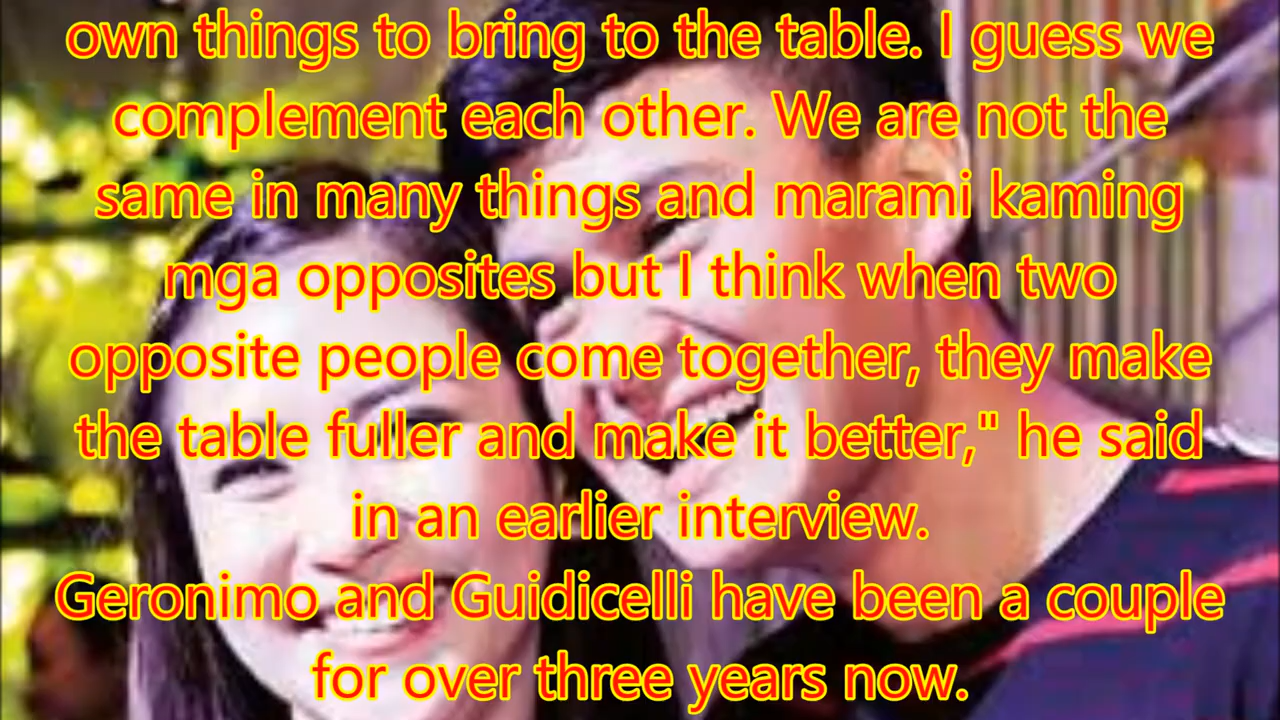 own things to bring to the table. I guess we
complement each other. We are not the
same in many things and marami kaming
mga opposites but I think when two
opposite people come together, they make
the table fuller and make it better," he said
in an earlier interview.
Geronimo and Guidicelli have been a couple
for over three years now.